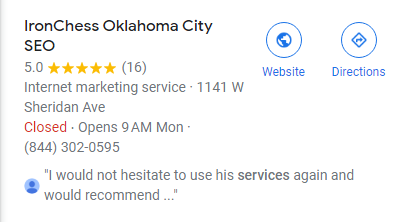 IronChess Oklahoma City
SEO
5.0 ★★★★★ (16)
Internet marketing service · 1141 W
Sheridan Ave
Closed · Opens 9 AM Mon ·
(844) 302-0595
Website
Directions
"I would not hesitate to use his services again and
would recommend ..."